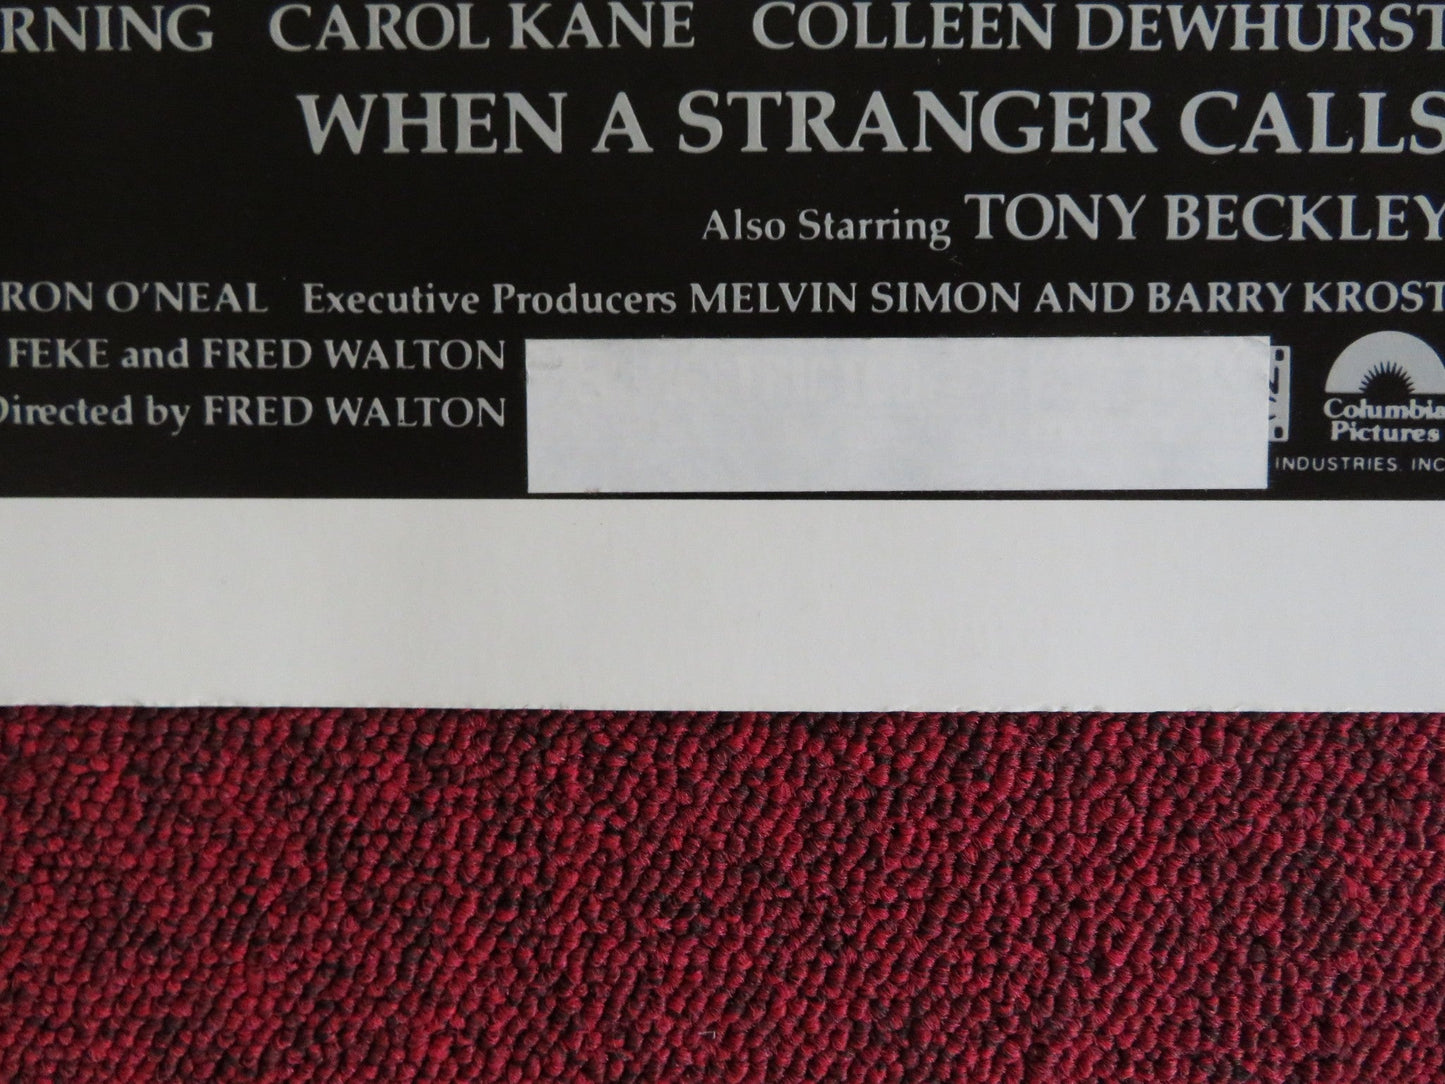 RNING CAROL KANE COLLEEN DEWHURST
WHEN A STRANGER CALLS
Also Starring TONY BECKLEY
RON O'NEAL Executive Producers MELVIN SIMON AND BARRY KROST
FEKE and FRED WALTON
Directed by FRED WALTON
Columbia
Pictures
INDUSTRIES, INC